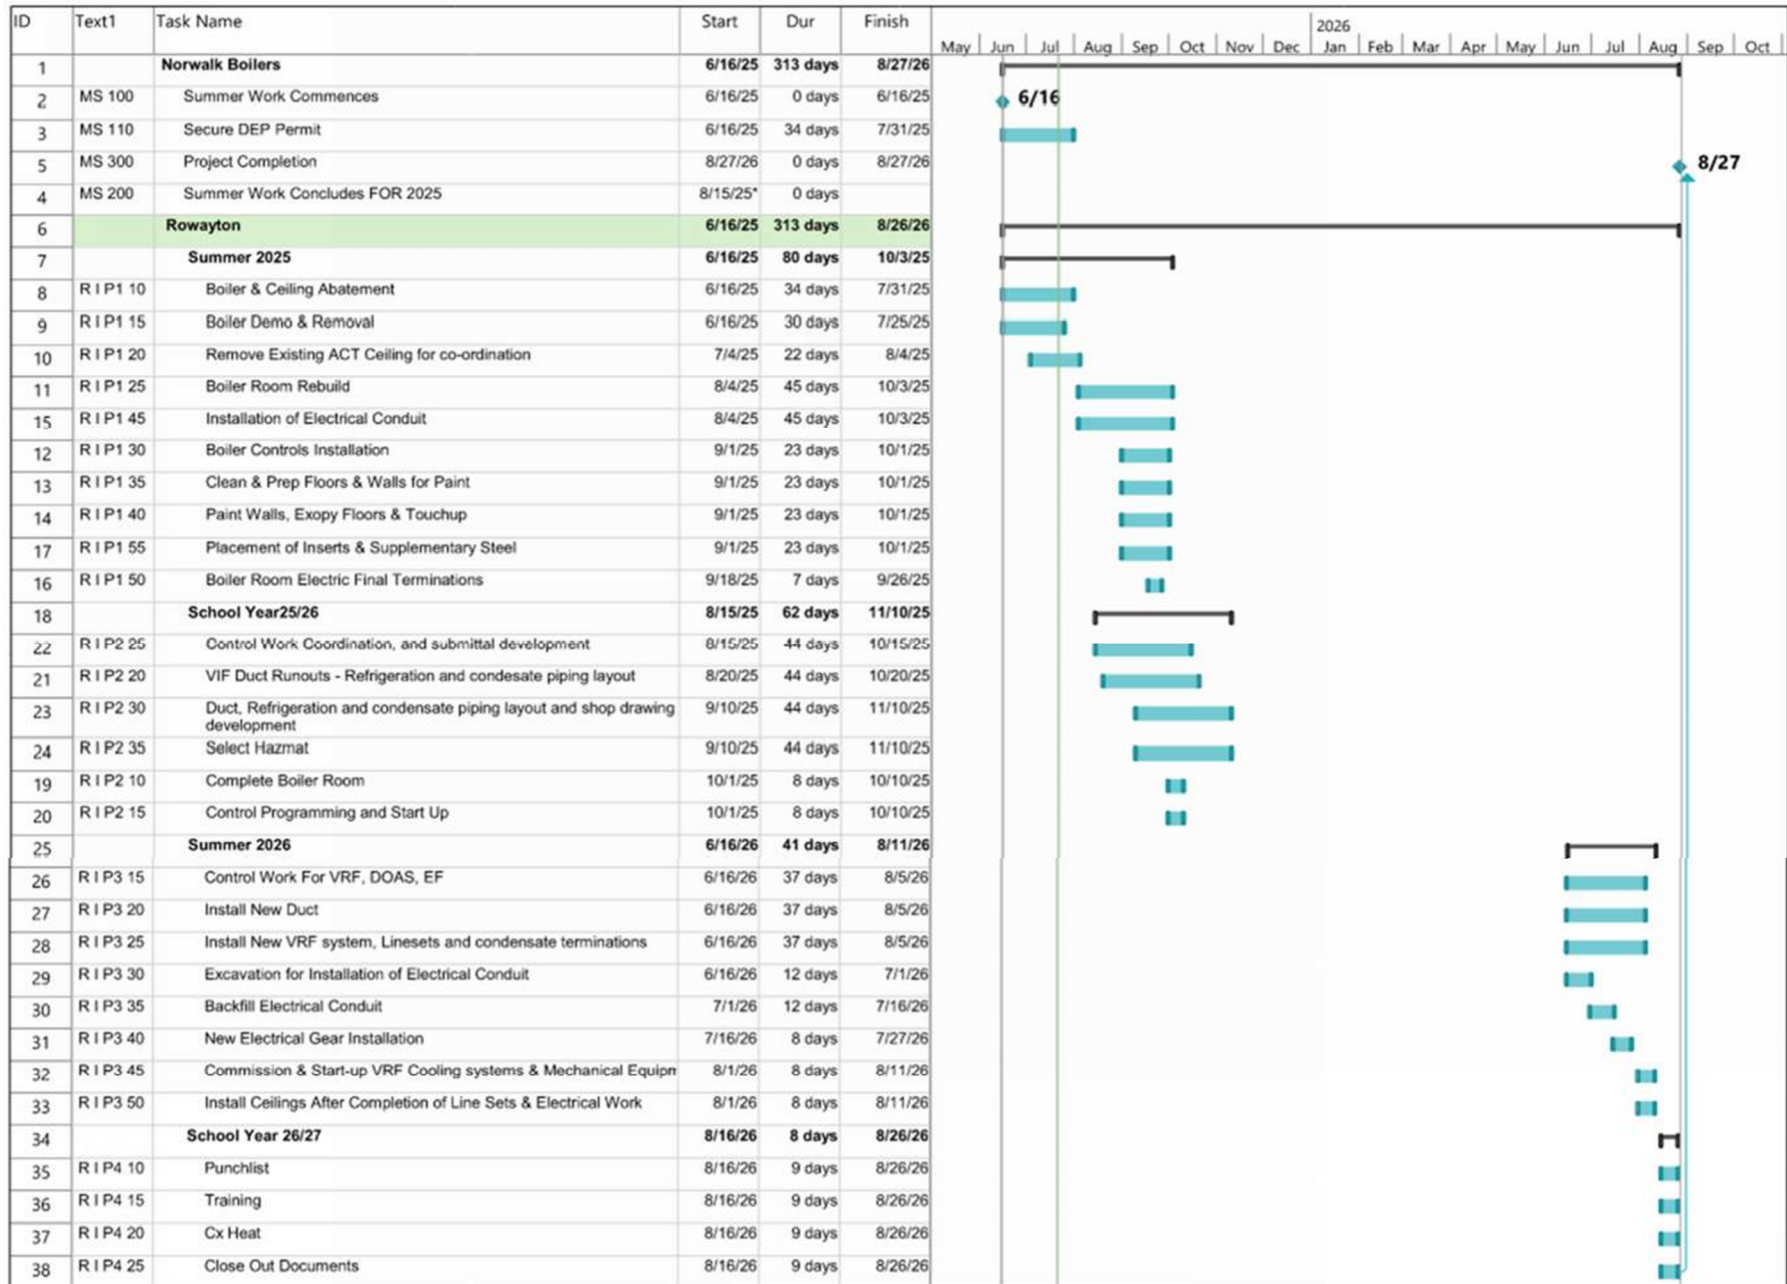 ID Text1 Task Name Start Dur Finish
2026
May Jun Jul Aug Sep Oct Nov Dec Jan Feb Mar Apr May Jun Jul Aug Sep Oct
1 Norwalk Boilers 6/16/25 313 days 8/27/26
2 MS 100 Summer Work Commences 6/16/25 0 days 6/16/25 6/16
3 MS 110 Secure DEP Permit 6/16/25 34 days 7/31/25
5 MS 300 Project Completion 8/27/26 0 days 8/27/26 8/27
4 MS 200 Summer Work Concludes FOR 2025 8/15/25* 0 days
6 Rowayton 6/16/25 313 days 8/26/26
7 Summer 2025 6/16/25 80 days 10/3/25
8 R I P1 10 Boiler & Ceiling Abatement 6/16/25 34 days 7/31/25
9 R I P1 15 Boiler Demo & Removal 6/16/25 30 days 7/25/25
10 R I P1 20 Remove Existing ACT Ceiling for co-ordination 7/4/25 22 days 8/4/25
11 R I P1 25 Boiler Room Rebuild 8/4/25 45 days 10/3/25
15 R I P1 45 Installation of Electrical Conduit 8/4/25 45 days 10/3/25
12 R I P1 30 Boiler Controls Installation 9/1/25 23 days 10/1/25
13 R I P1 35 Clean & Prep Floors & Walls for Paint 9/1/25 23 days 10/1/25
14 R I P1 40 Paint Walls, Exopy Floors & Touchup 9/1/25 23 days 10/1/25
17 R I P1 55 Placement of Inserts & Supplementary Steel 9/1/25 23 days 10/1/25
16 R I P1 50 Boiler Room Electric Final Terminations 9/18/25 7 days 9/26/25
18 School Year25/26 8/15/25 62 days 11/10/25
22 R I P2 25 Control Work Coordination, and submittal development 8/15/25 44 days 10/15/25
21 R I P2 20 VIF Duct Runouts - Refrigeration and condesate piping layout 8/20/25 44 days 10/20/25
23 R I P2 30 Duct, Refrigeration and condensate piping layout and shop drawing 9/10/25 44 days 11/10/25
development
24 R I P2 35 Select Hazmat 9/10/25 44 days 11/10/25
19 R I P2 10 Complete Boiler Room 10/1/25 8 days 10/10/25
20 R I P2 15 Control Programming and Start Up 10/1/25 8 days 10/10/25
25 Summer 2026 6/16/26 41 days 8/11/26
26 R I P3 15 Control Work For VRF, DOAS, EF 6/16/26 37 days 8/5/26
27 R I P3 20 Install New Duct 6/16/26 37 days 8/5/26
28 R I P3 25 Install New VRF system, Linesets and condensate terminations 6/16/26 37 days 8/5/26
29 R I P3 30 Excavation for Installation of Electrical Conduit 6/16/26 12 days 7/1/26
30 R I P3 35 Backfill Electrical Conduit 7/1/26 12 days 7/16/26
31 R I P3 40 New Electrical Gear Installation 7/16/26 8 days 7/27/26
32 R I P3 45 Commission & Start-up VRF Cooling systems & Mechanical Equipm 8/1/26 8 days 8/11/26
33 R I P3 50 Install Ceilings After Completion of Line Sets & Electrical Work 8/1/26 8 days 8/11/26
34 School Year 26/27 8/16/26 8 days 8/26/26
35 R I P4 10 Punchlist 8/16/26 9 days 8/26/26
36 R I P4 15 Training 8/16/26 9 days 8/26/26
37 R I P4 20 Cx Heat 8/16/26 9 days 8/26/26
38 R I P4 25 Close Out Documents 8/16/26 9 days 8/26/26